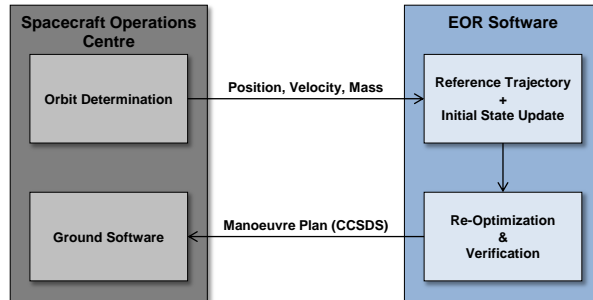 Spacecraft Operations
Centre
EOR Software
Orbit Determination
Position, Velocity, Mass
Reference Trajectory
+
Initial State Update
Ground Software
Manoeuvre Plan (CCSDS)
Re-Optimization
&
Verification